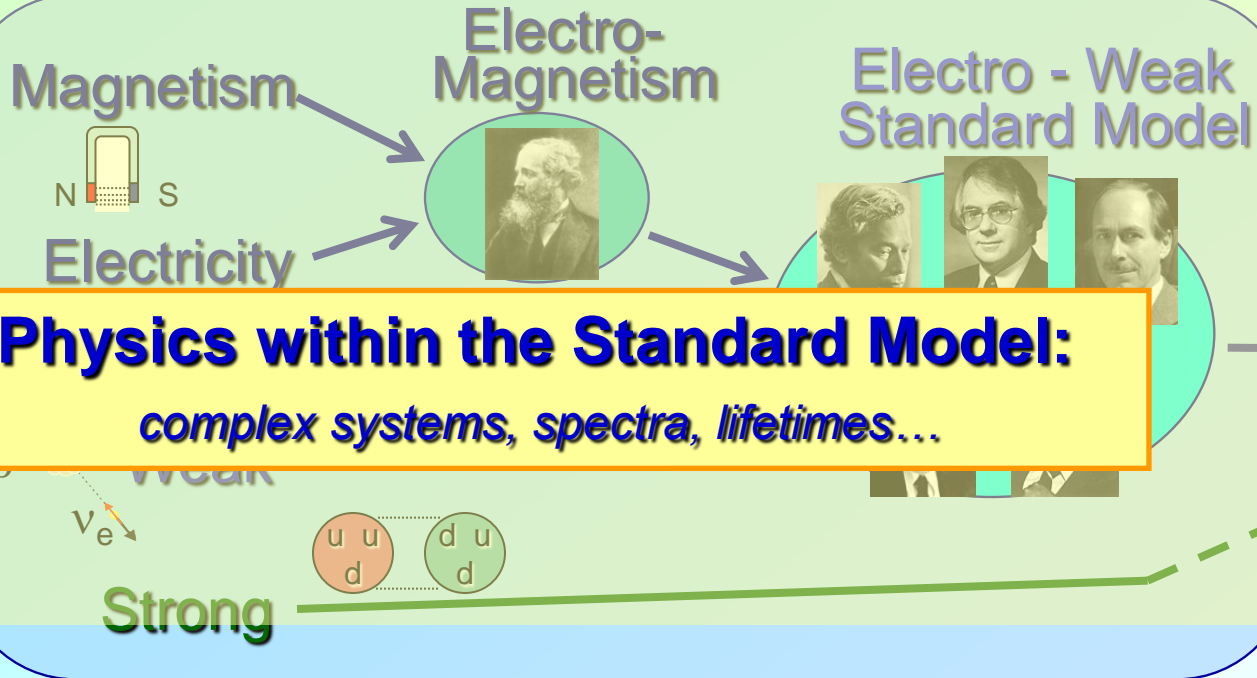 Electro-
Magnetism
Magnetism
Electro - Weak
Standard Model
N S
Electricity
Physics within the Standard Model:
complex systems, spectra, lifetimes…
Weak
νe
u u
d
d u
d
Strong